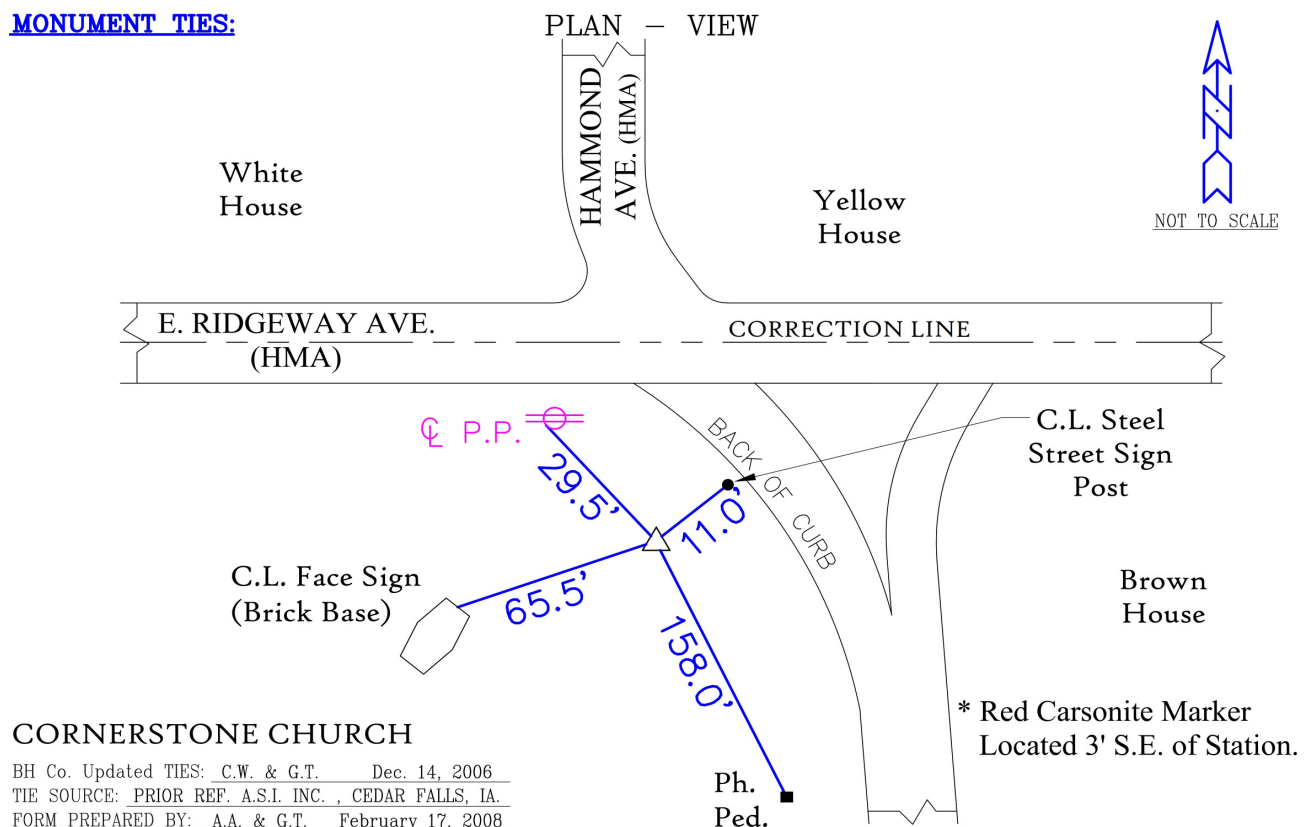 MONUMENT TIES:
PLAN – VIEW
HAMMOND
AVE. (HMA)
White
House
Yellow
House
N
NOT TO SCALE
E. RIDGEWAY AVE.
(HMA)
CORRECTION LINE
℄ P.P.
BACK OF CURB
C.L. Steel
Street Sign
Post
29.5'
11.0'
C.L. Face Sign
(Brick Base)
65.5'
158.0'
Brown
House
* Red Carsonite Marker
Located 3' S.E. of Station.
CORNERSTONE CHURCH
Ph.
Ped.
BH Co. Updated TIES: C.W. & G.T. Dec. 14, 2006
TIE SOURCE: PRIOR REF. A.S.I. INC. , CEDAR FALLS, IA.
FORM PREPARED BY: A.A. & G.T. February 17, 2008